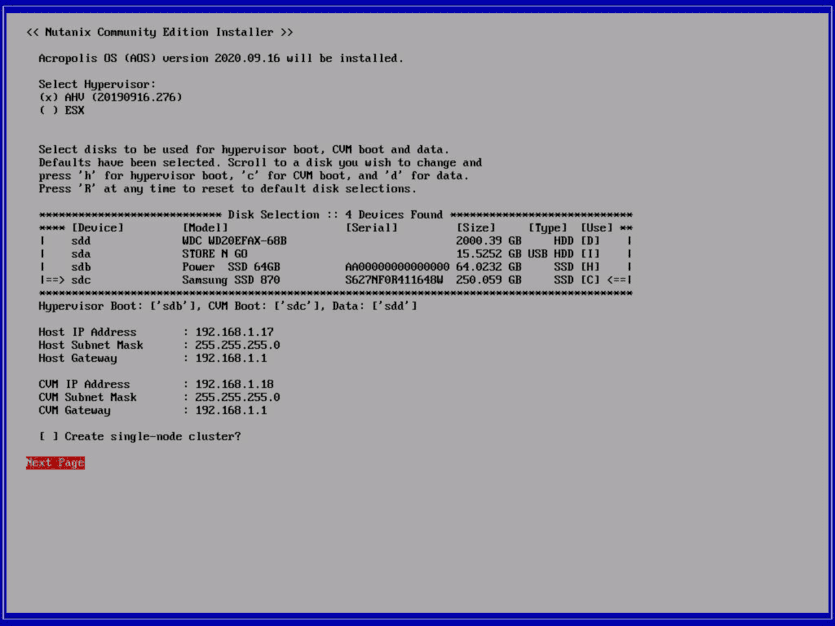 << Nutanix Community Edition Installer >>
Acropolis OS (AOS) version 2020.09.16 will be installed.
Select Hypervisor:
(x) AHV (20190916.276)
( ) ESX
Select disks to be used for hypervisor boot, CVM boot and data.
Defaults have been selected. Scroll to a disk you wish to change and
press 'h' for hypervisor boot, 'c' for CVM boot, and 'd' for data.
Press 'R' at any time to reset to default disk selections.
**************************** Disk Selection :: 4 Devices Found ****************************
**** [Device] [Model] [Serial] [Size] [Type] [Use] **
| sdd WDC WD20EFAX-68B 2000.39 GB HDD [D] |
| sda STORE N GO 15.5252 GB USB HDD [I] |
| sdb Power  SSD 64GB AA00000000000000 64.0232 GB SSD [H] |
|==> sdc Samsung SSD 870 S627NF0R411648W 250.059 GB SSD [C] <==|
*******************************************************************************************
Hypervisor Boot: ['sdb'], CVM Boot: ['sdc'], Data: ['sdd']
Host IP Address : 192.168.1.17
Host Subnet Mask : 255.255.255.0
Host Gateway : 192.168.1.1
CVM IP Address : 192.168.1.18
CVM Subnet Mask : 255.255.255.0
CVM Gateway : 192.168.1.1
[ ] Create single-node cluster?
Next Page